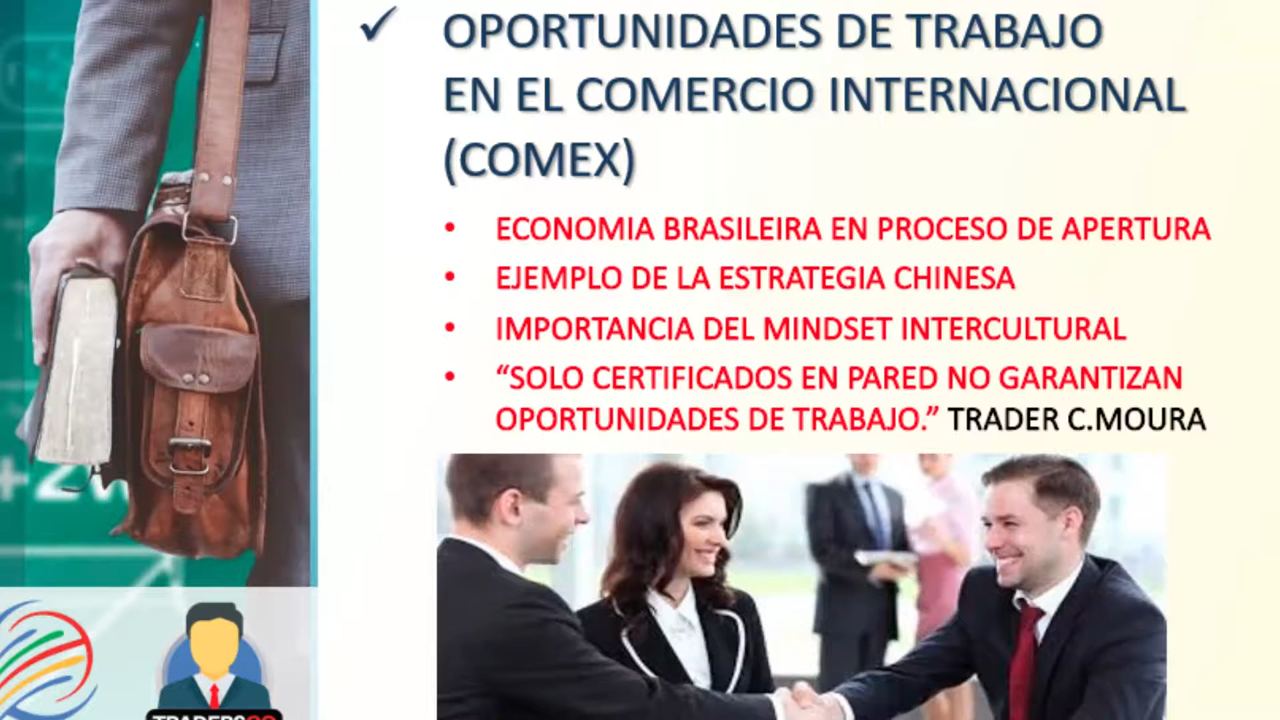 ✓ OPORTUNIDADES DE TRABAJO
EN EL COMERCIO INTERNACIONAL
(COMEX)
• ECONOMIA BRASILEIRA EN PROCESO DE APERTURA
• EJEMPLO DE LA ESTRATEGIA CHINESA
• IMPORTANCIA DEL MINDSET INTERCULTURAL
• “SOLO CERTIFICADOS EN PARED NO GARANTIZAN
OPORTUNIDADES DE TRABAJO.” TRADER C.MOURA